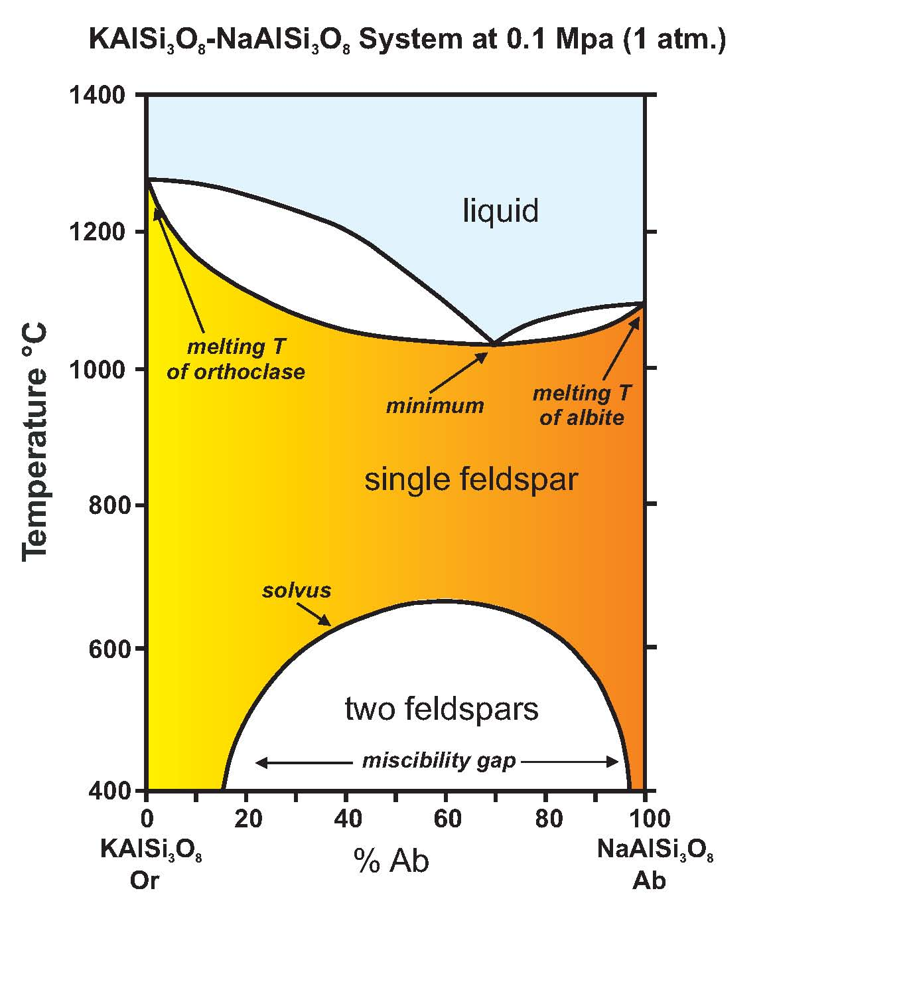 KAlSi₃O₈-NaAlSi₃O₈ System at 0.1 Mpa (1 atm.)
1400
liquid
1200
melting T
of orthoclase
1000
minimum
melting T
of albite
Temperature °C
single feldspar
800
solvus
600
two feldspars
miscibility gap
400
0 20 40 60 80 100
KAlSi₃O₈
Or
% Ab
NaAlSi₃O₈
Ab